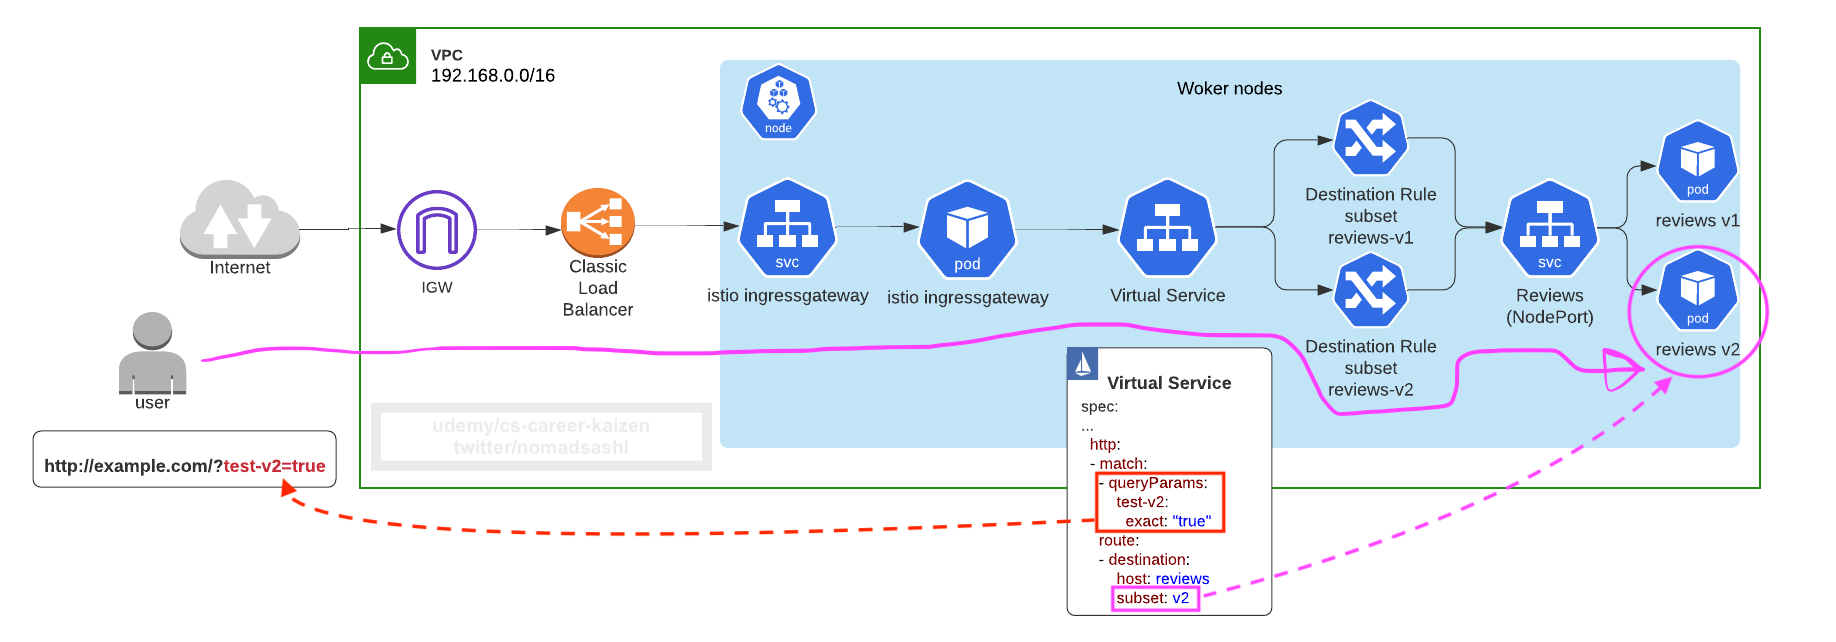 VPC
192.168.0.0/16
Woker nodes
node
Internet
IGW
Classic
Load
Balancer
svc
istio ingressgateway
pod
istio ingressgateway
Virtual Service
Destination Rule
subset
reviews-v1
Destination Rule
subset
reviews-v2
svc
Reviews
(NodePort)
pod
reviews v1
pod
reviews v2
user
http://example.com/?test-v2=true
udemy/cs-career-kaizen
twitter/nomadsashi
Virtual Service
spec:
...
http:
- match:
- queryParams:
test-v2:
exact: "true"
route:
- destination:
host: reviews
subset: v2